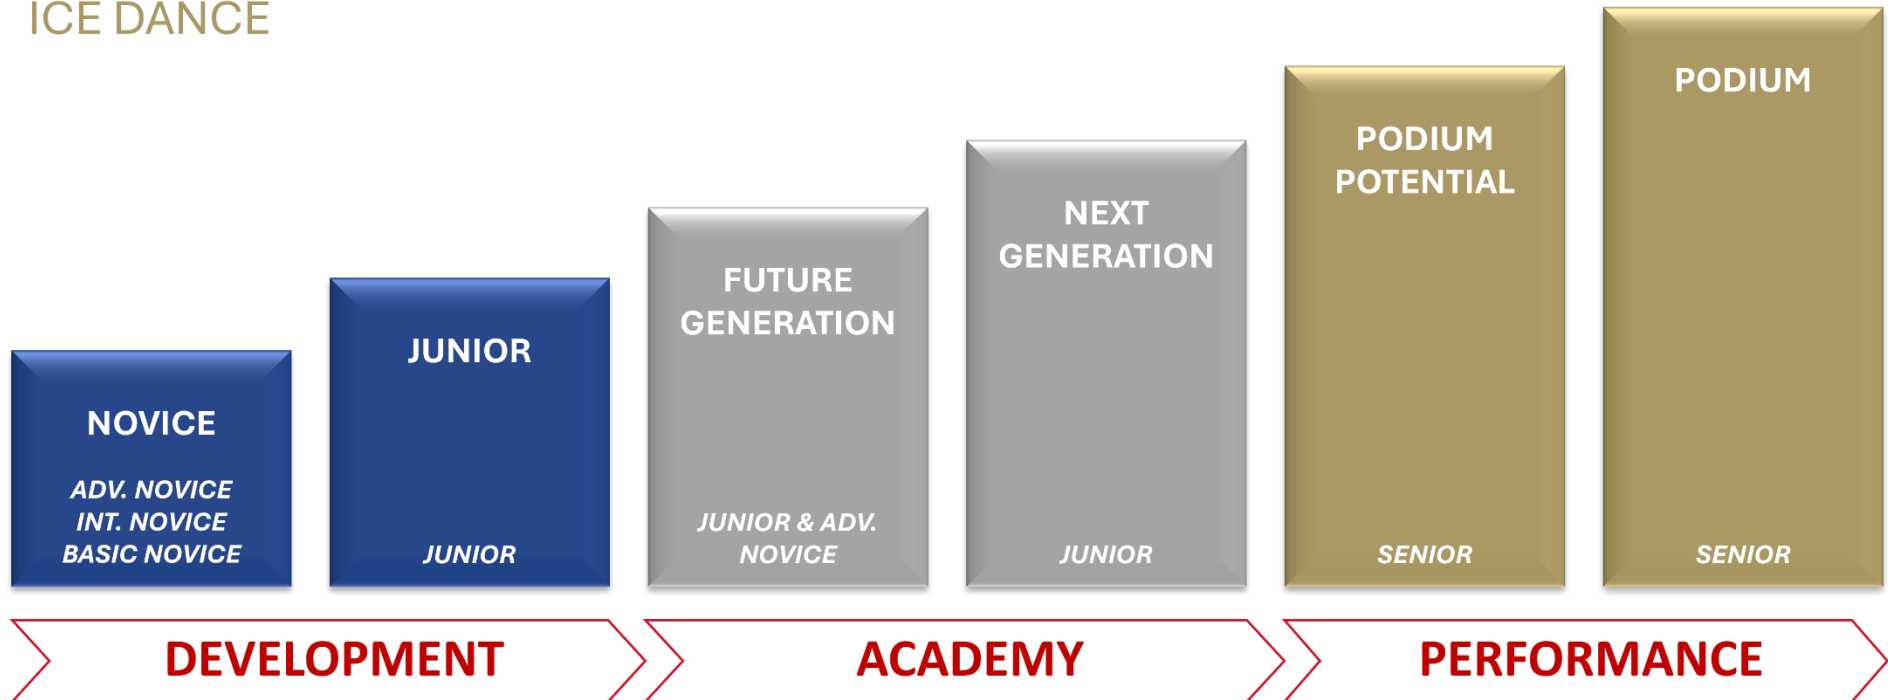 ICE DANCE
NOVICE
ADV. NOVICE
INT. NOVICE
BASIC NOVICE
JUNIOR
JUNIOR
FUTURE
GENERATION
JUNIOR & ADV.
NOVICE
NEXT
GENERATION
JUNIOR
PODIUM
POTENTIAL
SENIOR
PODIUM
SENIOR
DEVELOPMENT
ACADEMY
PERFORMANCE